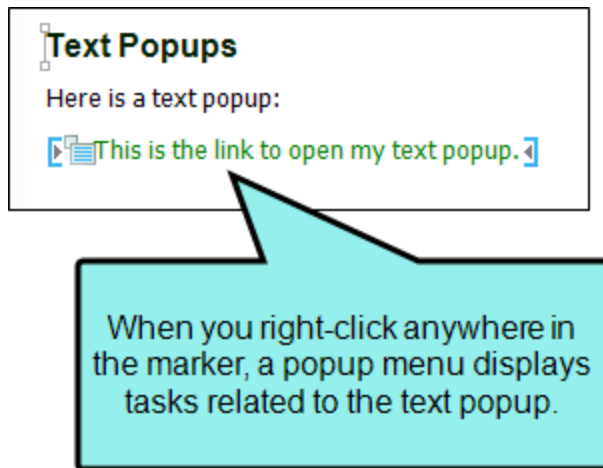 Text Popups
Here is a text popup:
This is the link to open my text popup.
When you right-click anywhere in
the marker, a popup menu displays
tasks related to the text popup.